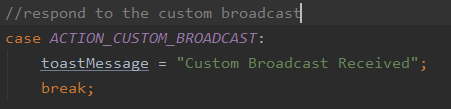 //respond to the custom broadcast
case ACTION_CUSTOM_BROADCAST:
toastMessage = "Custom Broadcast Received";
break;